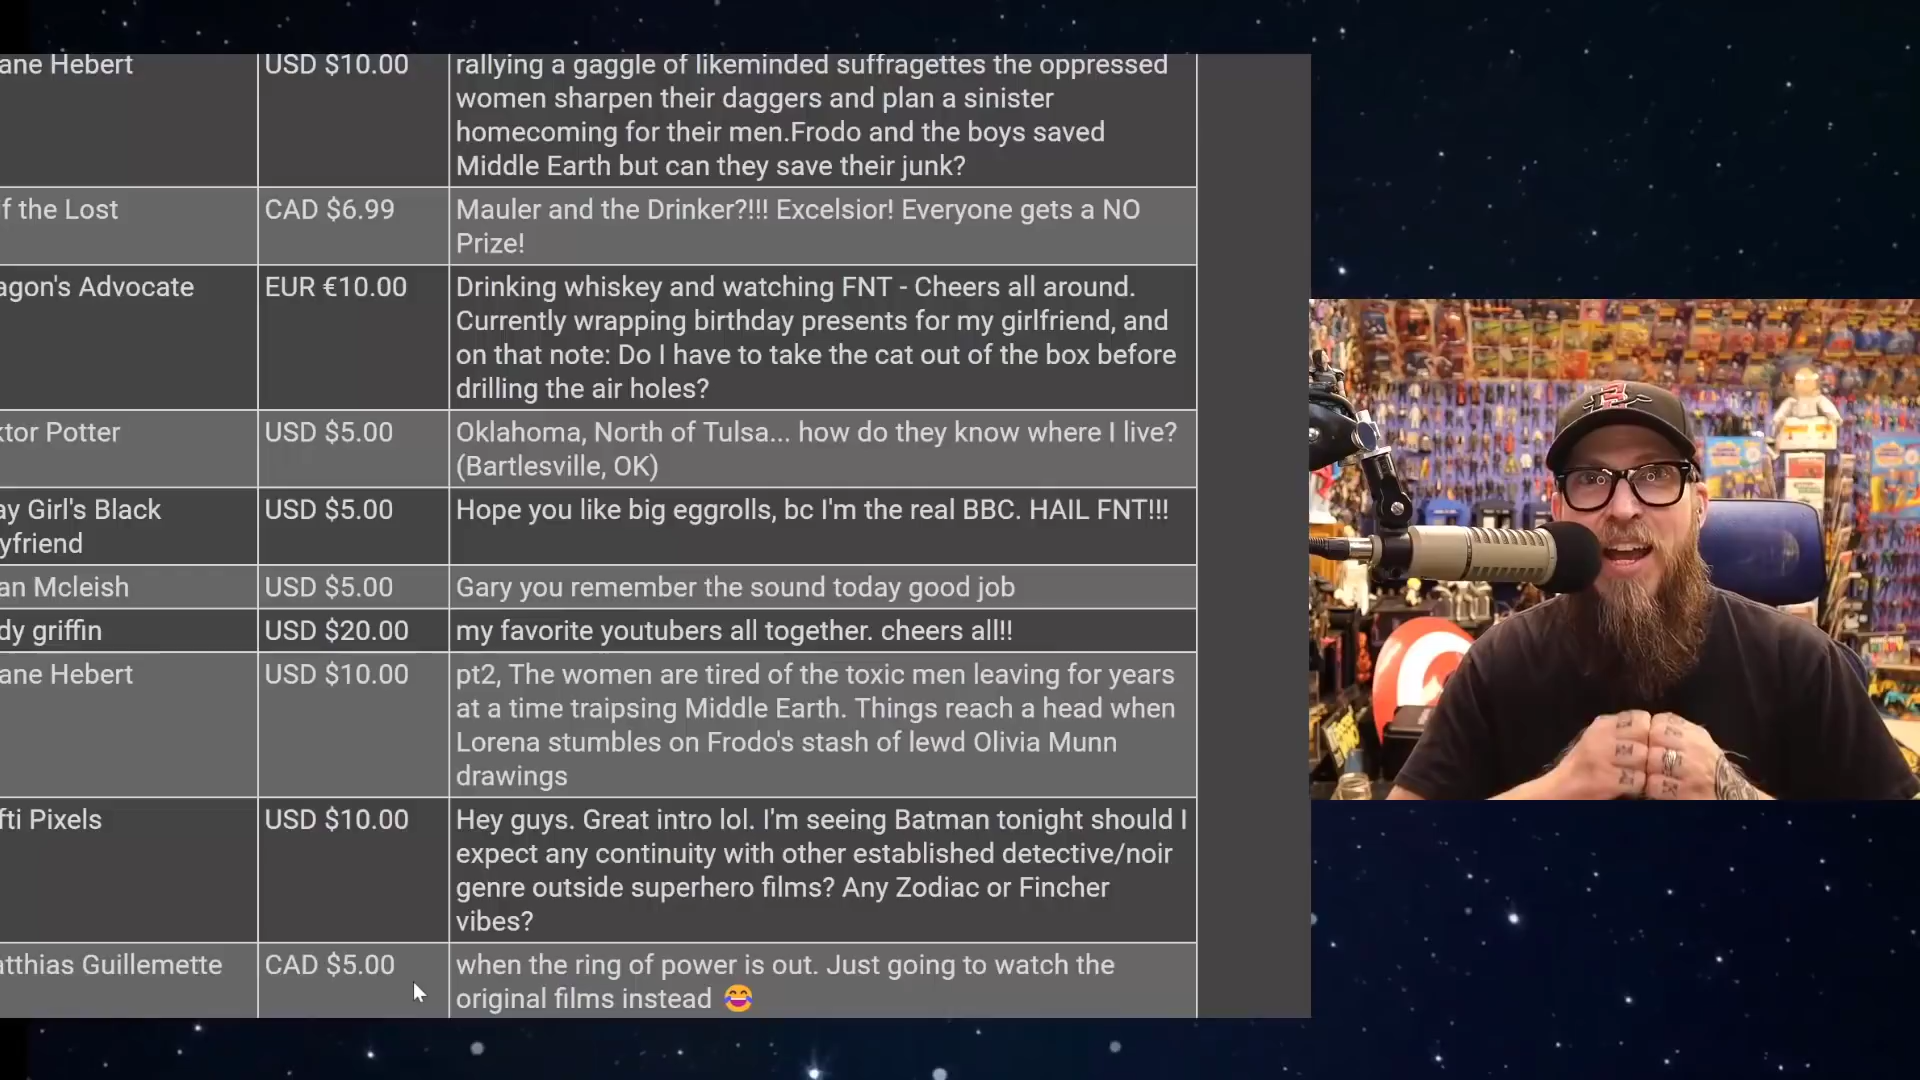 ane Hebert USD $10.00 rallying a gaggle of likeminded suffragettes the oppressed
women sharpen their daggers and plan a sinister
homecoming for their men.Frodo and the boys saved
Middle Earth but can they save their junk?
f the Lost CAD $6.99 Mauler and the Drinker?!!! Excelsior! Everyone gets a NO
Prize!
agon's Advocate EUR €10.00 Drinking whiskey and watching FNT - Cheers all around.
Currently wrapping birthday presents for my girlfriend, and
on that note: Do I have to take the cat out of the box before
drilling the air holes?
ktor Potter USD $5.00 Oklahoma, North of Tulsa... how do they know where I live?
(Bartlesville, OK)
ay Girl's Black USD $5.00 Hope you like big eggrolls, bc I'm the real BBC. HAIL FNT!!!
yfriend
an Mcleish USD $5.00 Gary you remember the sound today good job
dy griffin USD $20.00 my favorite youtubers all together. cheers all!!
ane Hebert USD $10.00 pt2, The women are tired of the toxic men leaving for years
at a time traipsing Middle Earth. Things reach a head when
Lorena stumbles on Frodo's stash of lewd Olivia Munn
drawings
fti Pixels USD $10.00 Hey guys. Great intro lol. I'm seeing Batman tonight should I
expect any continuity with other established detective/noir
genre outside superhero films? Any Zodiac or Fincher
vibes?
atthias Guillemette CAD $5.00 when the ring of power is out. Just going to watch the
original films instead 😂